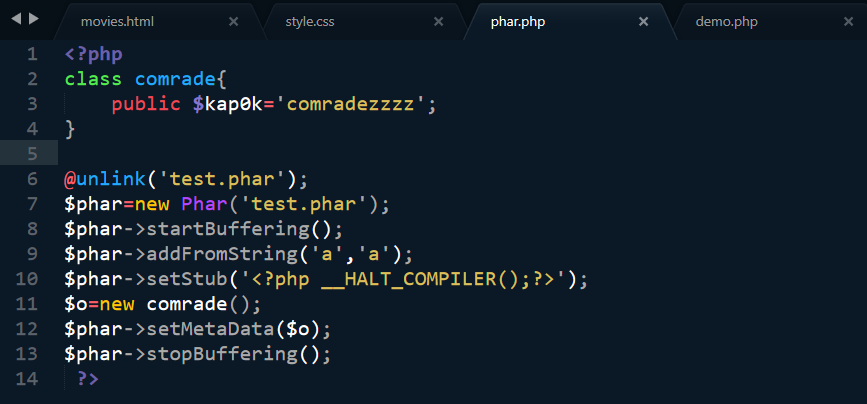 movies.html × style.css × phar.php × demo.php ×
1 <?php
2 class comrade{
3     public $kap0k='comradezzzz';
4 }
5
6 @unlink('test.phar');
7 $phar=new Phar('test.phar');
8 $phar->startBuffering();
9 $phar->addFromString('a','a');
10 $phar->setStub('<?php __HALT_COMPILER();?>');
11 $o=new comrade();
12 $phar->setMetaData($o);
13 $phar->stopBuffering();
14  ?>